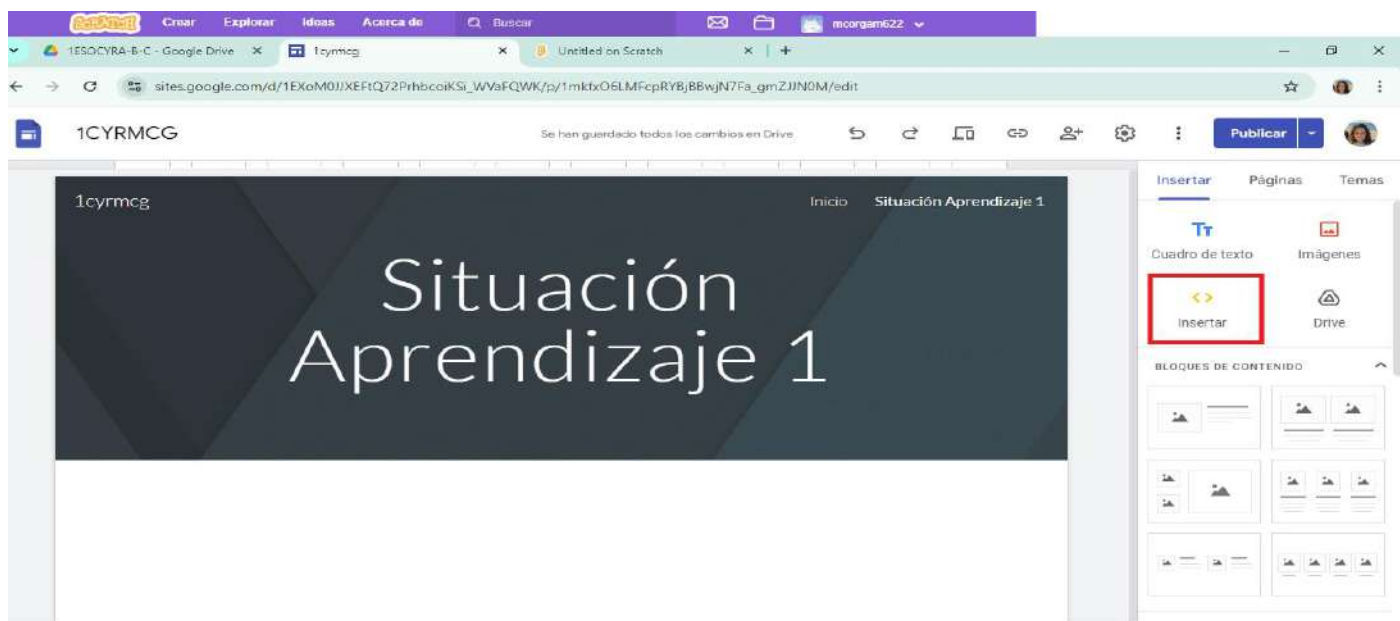 SCRATCH Crear Explorar Ideas Acerca de Buscar mcorgam622
1ESOCYRA-B-C - Google Drive 1cyrmcg Untitled on Scratch
sites.google.com/d/1EXoM0JJXEFtQ72PrhbcoiKSi_WVaFQWK/p/1mkfxO6LMFcpRYBjBBwjN7Fa_gmZJJN0M/edit
1CYRMCG Se han guardado todos los cambios en Drive Publicar
Insertar Páginas Temas
1cyrmcg Inicio Situación Aprendizaje 1
Situación
Aprendizaje 1
Cuadro de texto Imágenes
Insertar Drive
BLOQUES DE CONTENIDO